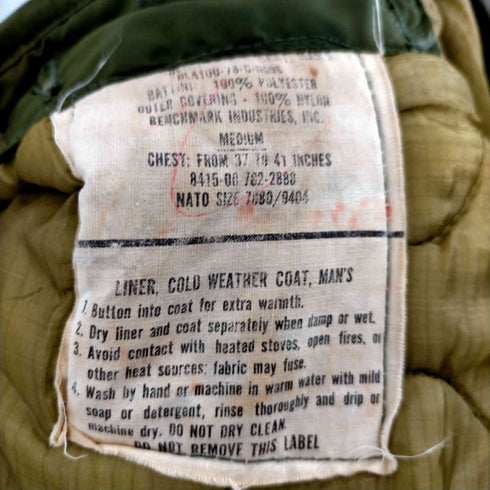 BATTING - 100% POLYESTER
OUTER COVERING - 100% NYLON
BENCHMARK INDUSTRIES, INC.
MEDIUM
CHEST: FROM 37 TO 41 INCHES
8415-00 782-2888
NATO SIZE 7080/9404
LINER, COLD WEATHER COAT, MAN'S
1. Button into coat for extra warmth.
2. Dry liner and coat separately when damp or wet.
3. Avoid contact with heated stoves, open fires, or
other heat sources; fabric may fuse.
4. Wash by hand or machine in warm water with mild
soap or detergent, rinse thoroughly and drip or
machine dry. DO NOT DRY CLEAN.
DO NOT REMOVE THIS LABEL